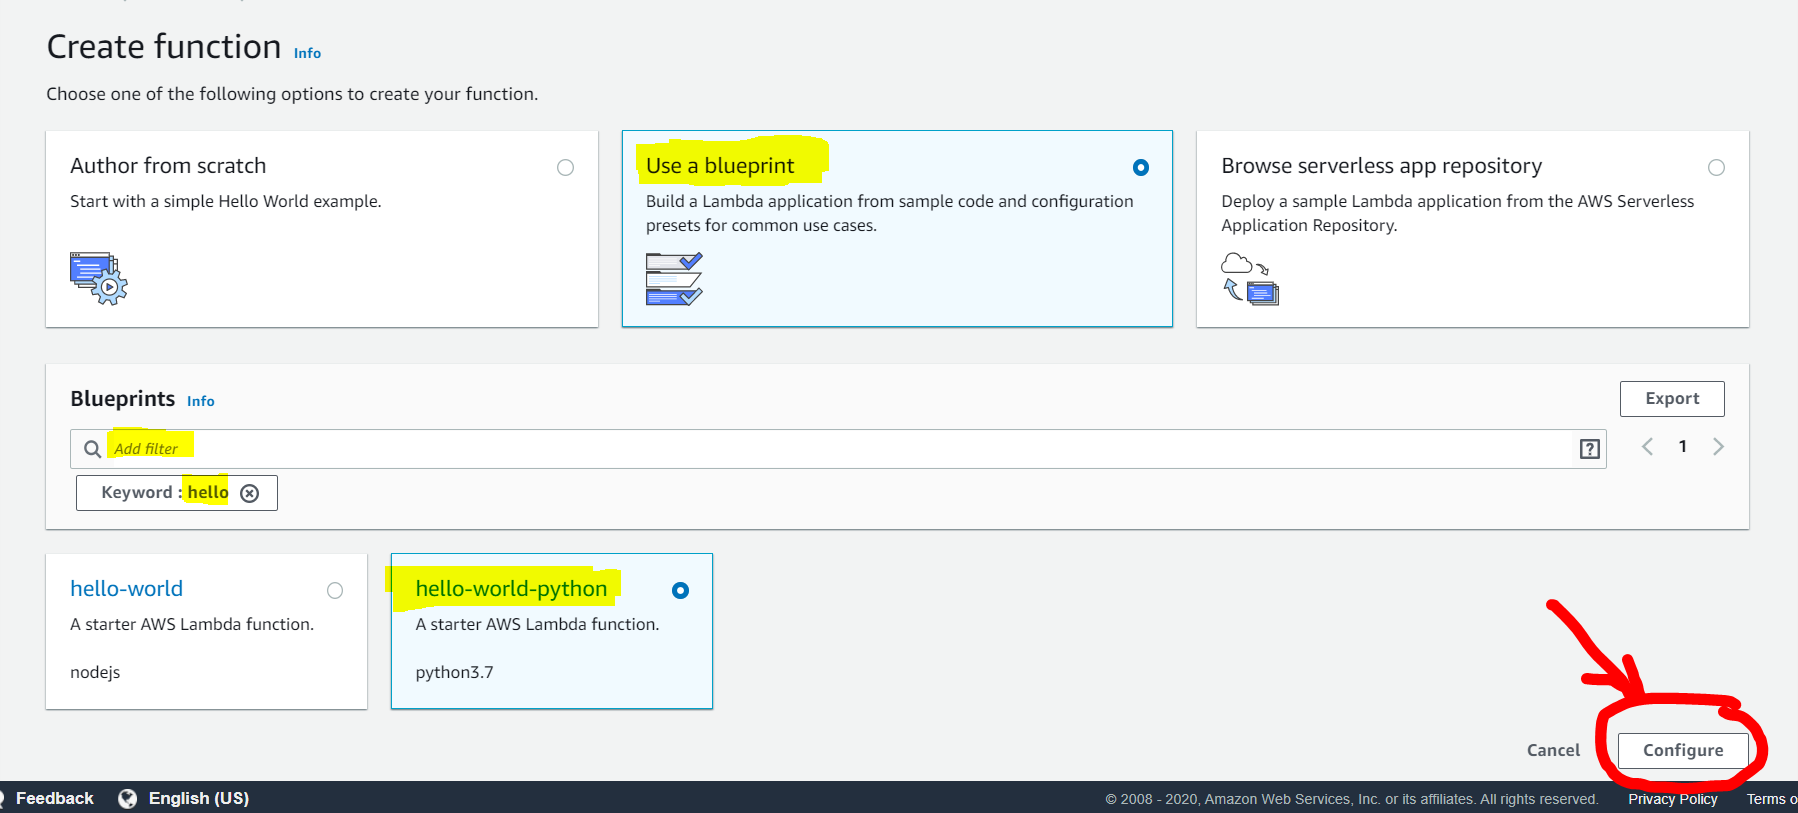 Create function Info
Choose one of the following options to create your function.
Author from scratch
Start with a simple Hello World example.
Use a blueprint
Build a Lambda application from sample code and configuration
presets for common use cases.
Browse serverless app repository
Deploy a sample Lambda application from the AWS Serverless
Application Repository.
Blueprints Info
Export
Add filter
?
1
Keyword : hello
hello-world
A starter AWS Lambda function.
nodejs
hello-world-python
A starter AWS Lambda function.
python3.7
Cancel
Configure
Feedback
English (US)
© 2008 - 2020, Amazon Web Services, Inc. or its affiliates. All rights reserved.
Privacy Policy
Terms o